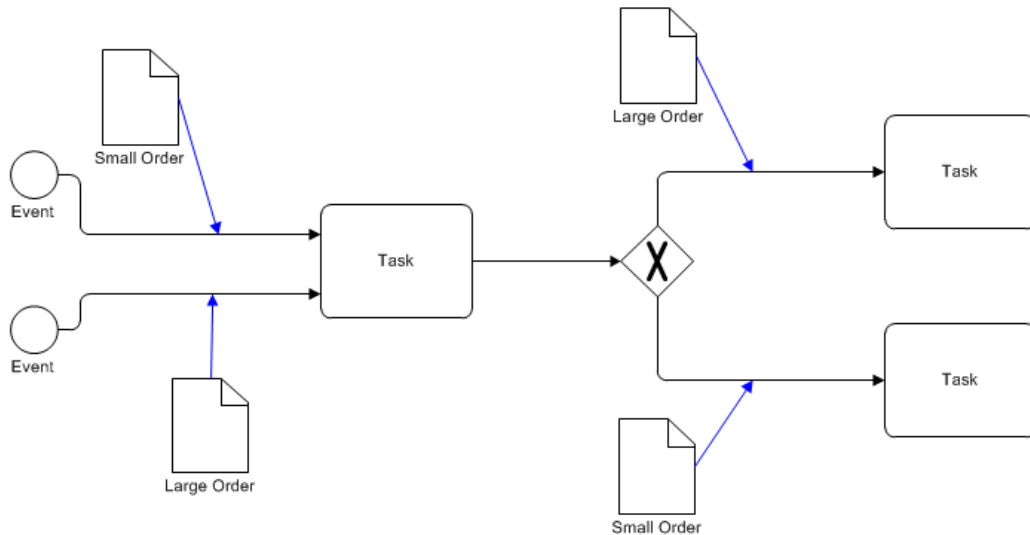 Large Order
Small Order
Task
Event
Task
X
Event
Task
Large Order
Small Order